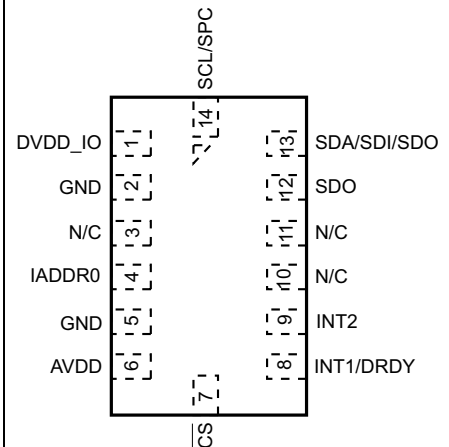 SCL/SPC
14
DVDD_IO 1 13 SDA/SDI/SDO
GND 2 12 SDO
N/C 3 11 N/C
IADDR0 4 10 N/C
GND 5 9 INT2
AVDD 6 8 INT1/DRDY
7
CS